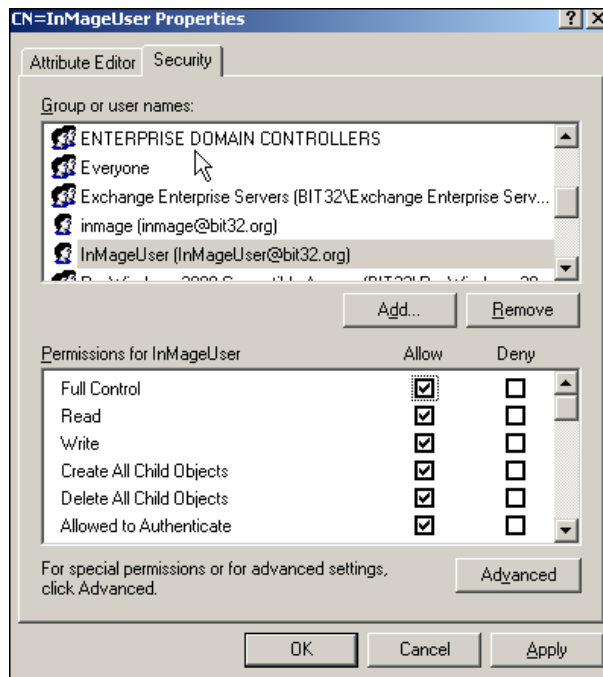 CN=InMageUser Properties
Attribute Editor
Security
Group or user names:
ENTERPRISE DOMAIN CONTROLLERS
Everyone
Exchange Enterprise Servers (BIT32\Exchange Enterprise Serv...
inmage (inmage@bit32.org)
InMageUser (InMageUser@bit32.org)
Add...
Remove
Permissions for InMageUser
Allow
Deny
Full Control
Read
Write
Create All Child Objects
Delete All Child Objects
Allowed to Authenticate
For special permissions or for advanced settings,
click Advanced.
Advanced
OK
Cancel
Apply